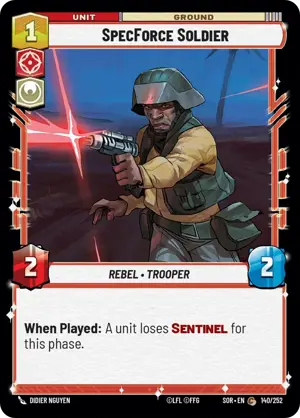 UNIT GROUND
1 SPECFORCE SOLDIER
2 REBEL • TROOPER 2
When Played: A unit loses SENTINEL for
this phase.
DIDIER NGUYEN ©LFL ©FFG SOR • EN C 140/252